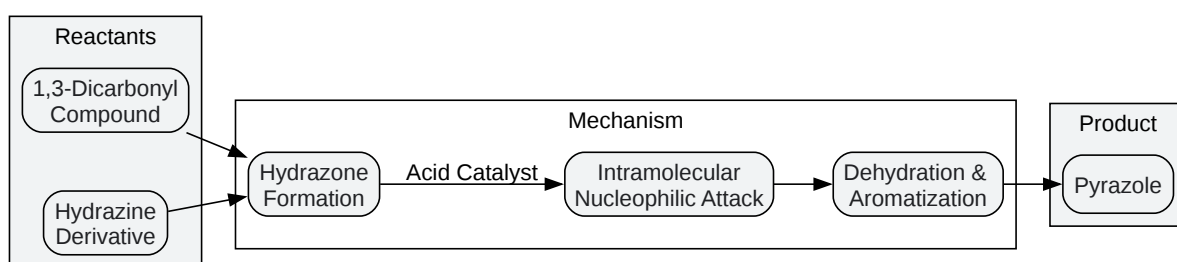 Reactants
1,3-Dicarbonyl
Compound
Hydrazine
Derivative
Mechanism
Hydrazone
Formation
Acid Catalyst
Intramolecular
Nucleophilic Attack
Dehydration &
Aromatization
Product
Pyrazole